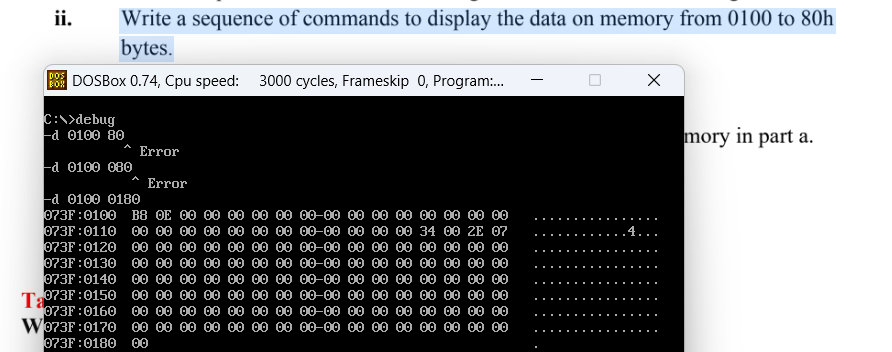 ii. Write a sequence of commands to display the data on memory from 0100 to 80h
bytes.
DOSBox 0.74, Cpu speed: 3000 cycles, Frameskip 0, Program:...
C:\>debug
-d 0100 80
^ Error
mory in part a.
-d 0100 080
^ Error
-d 0100 0180
073F:0100 B8 0E 00 00 00 00 00 00-00 00 00 00 00 00 00 00 ................
073F:0110 00 00 00 00 00 00 00 00-00 00 00 00 34 00 2E 07 ............4...
073F:0120 00 00 00 00 00 00 00 00-00 00 00 00 00 00 00 00 ................
073F:0130 00 00 00 00 00 00 00 00-00 00 00 00 00 00 00 00 ................
073F:0140 00 00 00 00 00 00 00 00-00 00 00 00 00 00 00 00 ................
073F:0150 00 00 00 00 00 00 00 00-00 00 00 00 00 00 00 00 ................
073F:0160 00 00 00 00 00 00 00 00-00 00 00 00 00 00 00 00 ................
073F:0170 00 00 00 00 00 00 00 00-00 00 00 00 00 00 00 00 ................
073F:0180 00 .
Ta
W